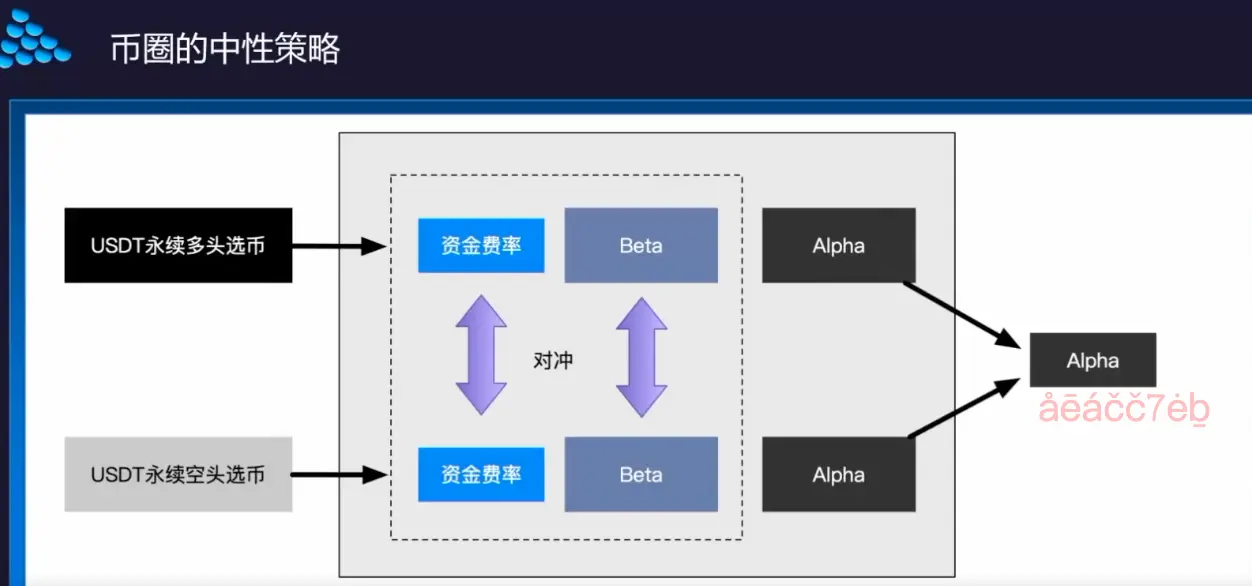 币圈的中性策略
USDT永续多头选币
资金费率
Beta
Alpha
对冲
Alpha
åēáčč7ėḇ
USDT永续空头选币
资金费率
Beta
Alpha